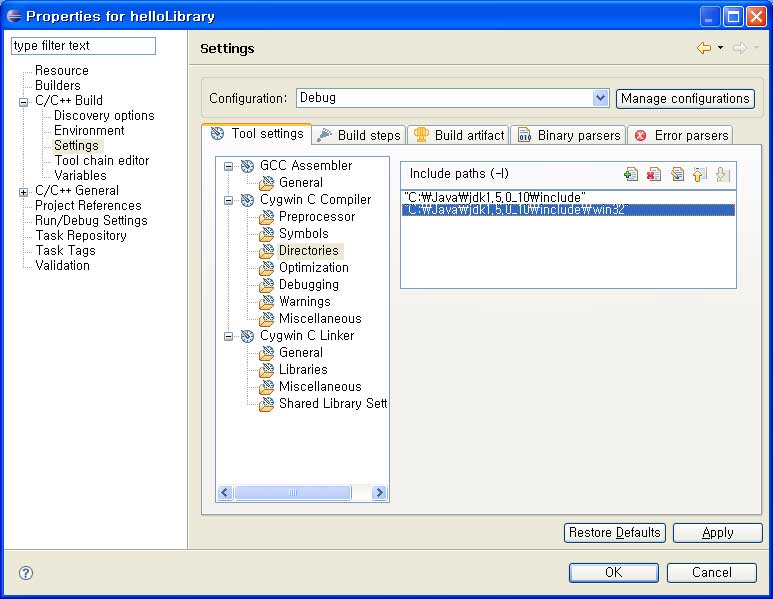 Properties for helloLibrary
type filter text
Resource
Builders
C/C++ Build
Discovery options
Environment
Settings
Tool chain editor
Variables
C/C++ General
Project References
Run/Debug Settings
Task Repository
Task Tags
Validation
Settings
Configuration: Debug Manage configurations
Tool settings Build steps Build artifact Binary parsers Error parsers
GCC Assembler
General
Cygwin C Compiler
Preprocessor
Symbols
Directories
Optimization
Debugging
Warnings
Miscellaneous
Cygwin C Linker
General
Libraries
Miscellaneous
Shared Library Sett
Include paths (-I)
"C:₩Java₩jdk1,5,0_10₩include"
"C:₩Java₩jdk1,5,0_10₩include₩win32"
Restore Defaults Apply
OK Cancel